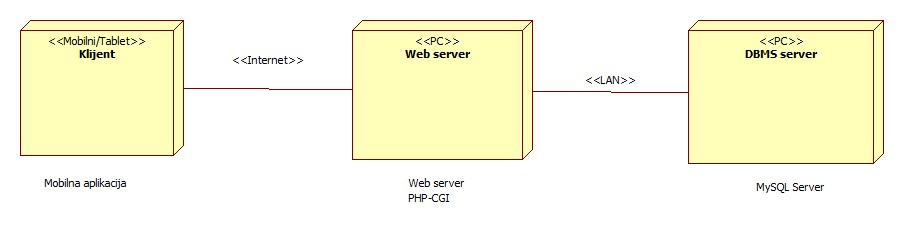 <<Mobilni/Tablet>>
Klijent
<<Internet>>
<<PC>>
Web server
<<LAN>>
<<PC>>
DBMS server
Mobilna aplikacija
Web server
PHP-CGI
MySQL Server